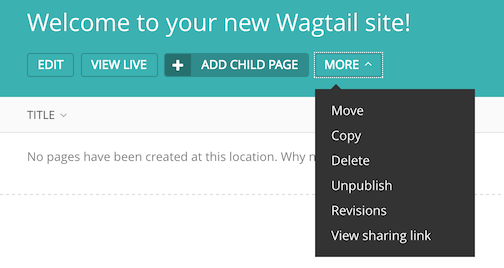 Welcome to your new Wagtail site!
EDIT VIEW LIVE + ADD CHILD PAGE MORE
TITLE
Move
Copy
No pages have been created at this location. Why
Delete
Unpublish
Revisions
View sharing link